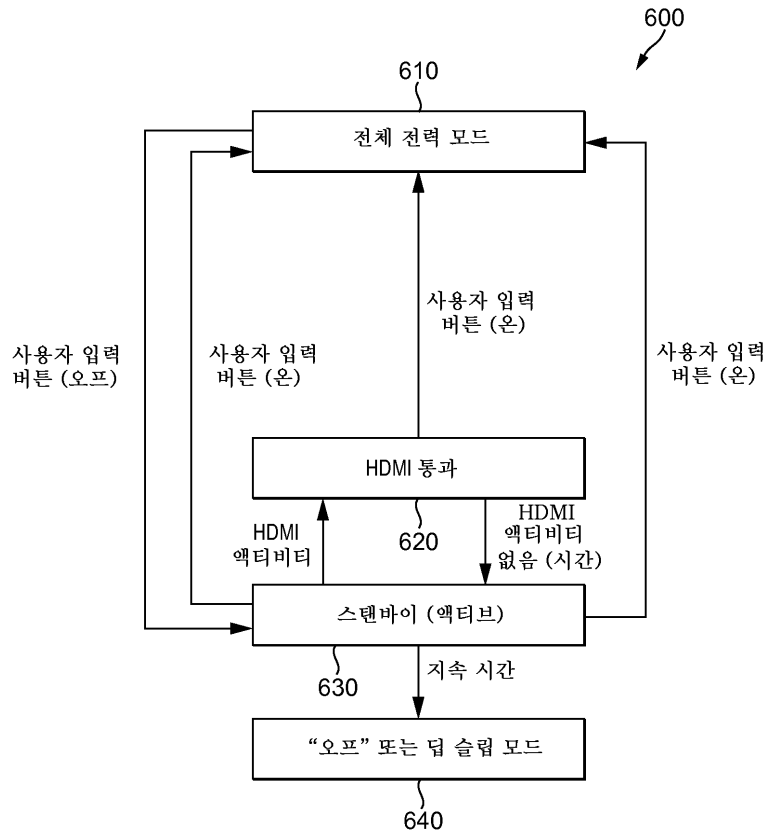 600
610
전체 전력 모드
사용자 입력
버튼 (온)
사용자 입력
버튼 (오프)
사용자 입력
버튼 (온)
사용자 입력
버튼 (온)
HDMI 통과
620
HDMI
액티비티
HDMI
액티비티
없음 (시간)
스탠바이 (액티브)
630
지속 시간
“오프” 또는 딥 슬립 모드
640